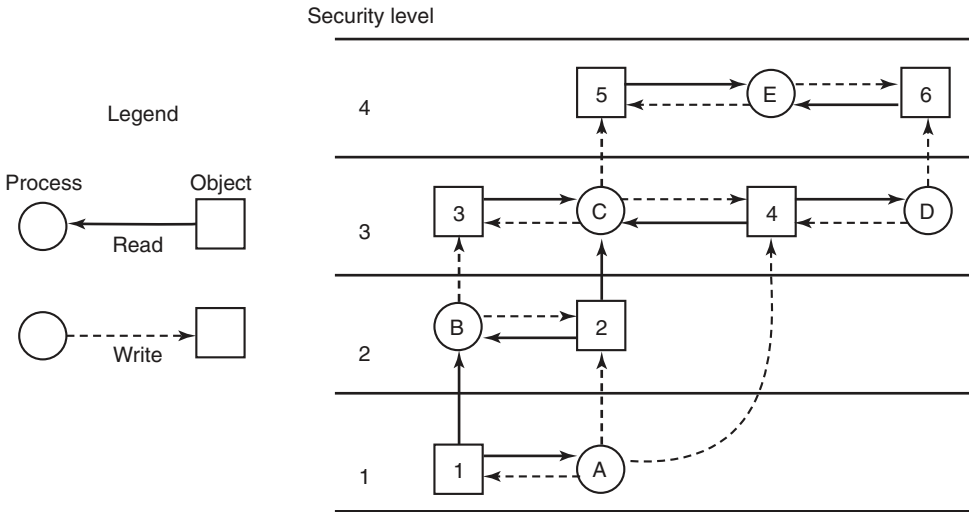 Security level
Legend
Process
Object
Read
Write
4
5
E
6
3
3
C
4
D
2
B
2
1
1
A